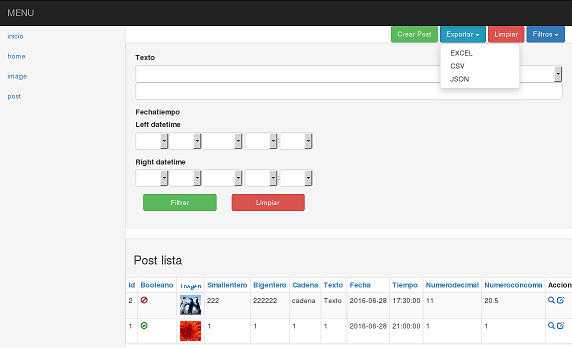 MENU
inicio
home
image
post
Crear Post Exportar Limpiar Filtros
EXCEL
CSV
JSON
Texto
Fechatiempo
Left datetime
Right datetime
Filtrar Limpiar
Post lista
Id Booleano Imagen Smallentero Bigentero Cadena Texto Fecha Tiempo Numerodecimal Numeroconcoma Accion
2 222 222222 cadena Texto 2016-06-28 17:30:00 11 20.5
1 1 1 1 1 2016-06-28 21:00:00 1 1